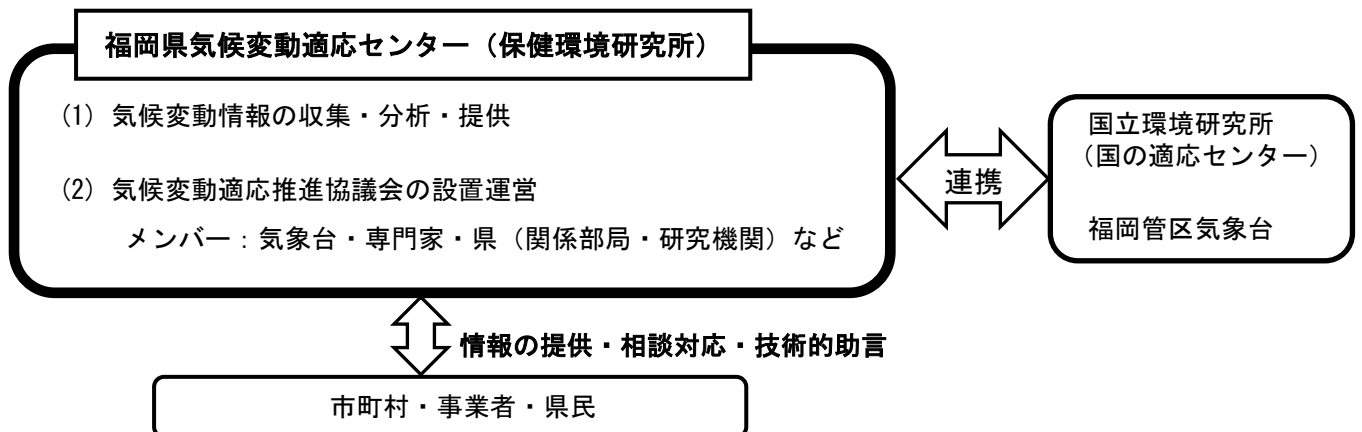 福岡県気候変動適応センター（保健環境研究所）
(1) 気候変動情報の収集・分析・提供
(2) 気候変動適応推進協議会の設置運営
メンバー：気象台・専門家・県（関係部局・研究機関）など
連携
国立環境研究所
（国の適応センター）
福岡管区気象台
情報の提供・相談対応・技術的助言
市町村・事業者・県民